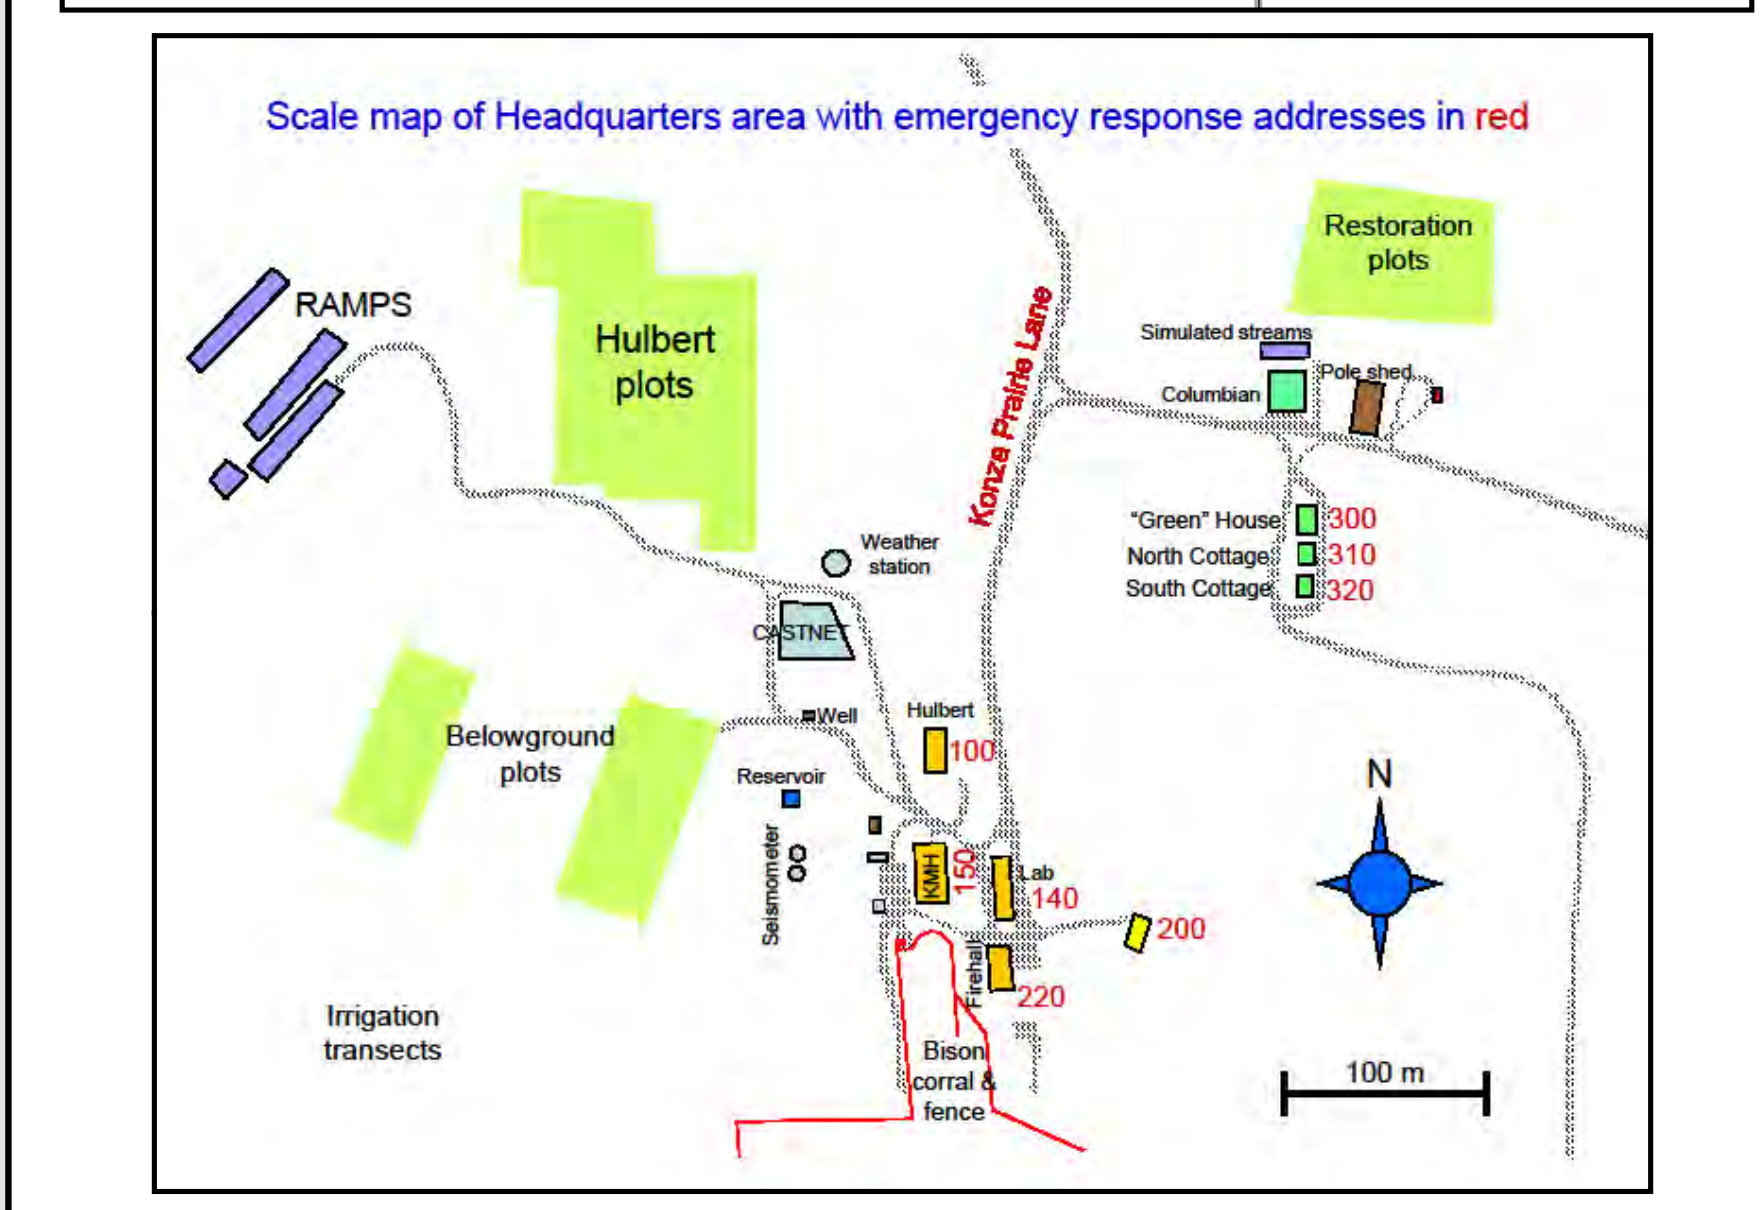 Scale map of Headquarters area with emergency response addresses in red
Restoration
plots
RAMPS
Hulbert
plots
Konza Prairie Lane
Simulated streams
Pole shed
Columbian
"Green" House 300
North Cottage 310
South Cottage 320
Weather
station
CASTNET
Well
Hulbert
100
Belowground
plots
Reservoir
Seismometer
KMH
150
Lab
140
200
Firehall
220
N
Irrigation
transects
Bison
corral &
fence
100 m